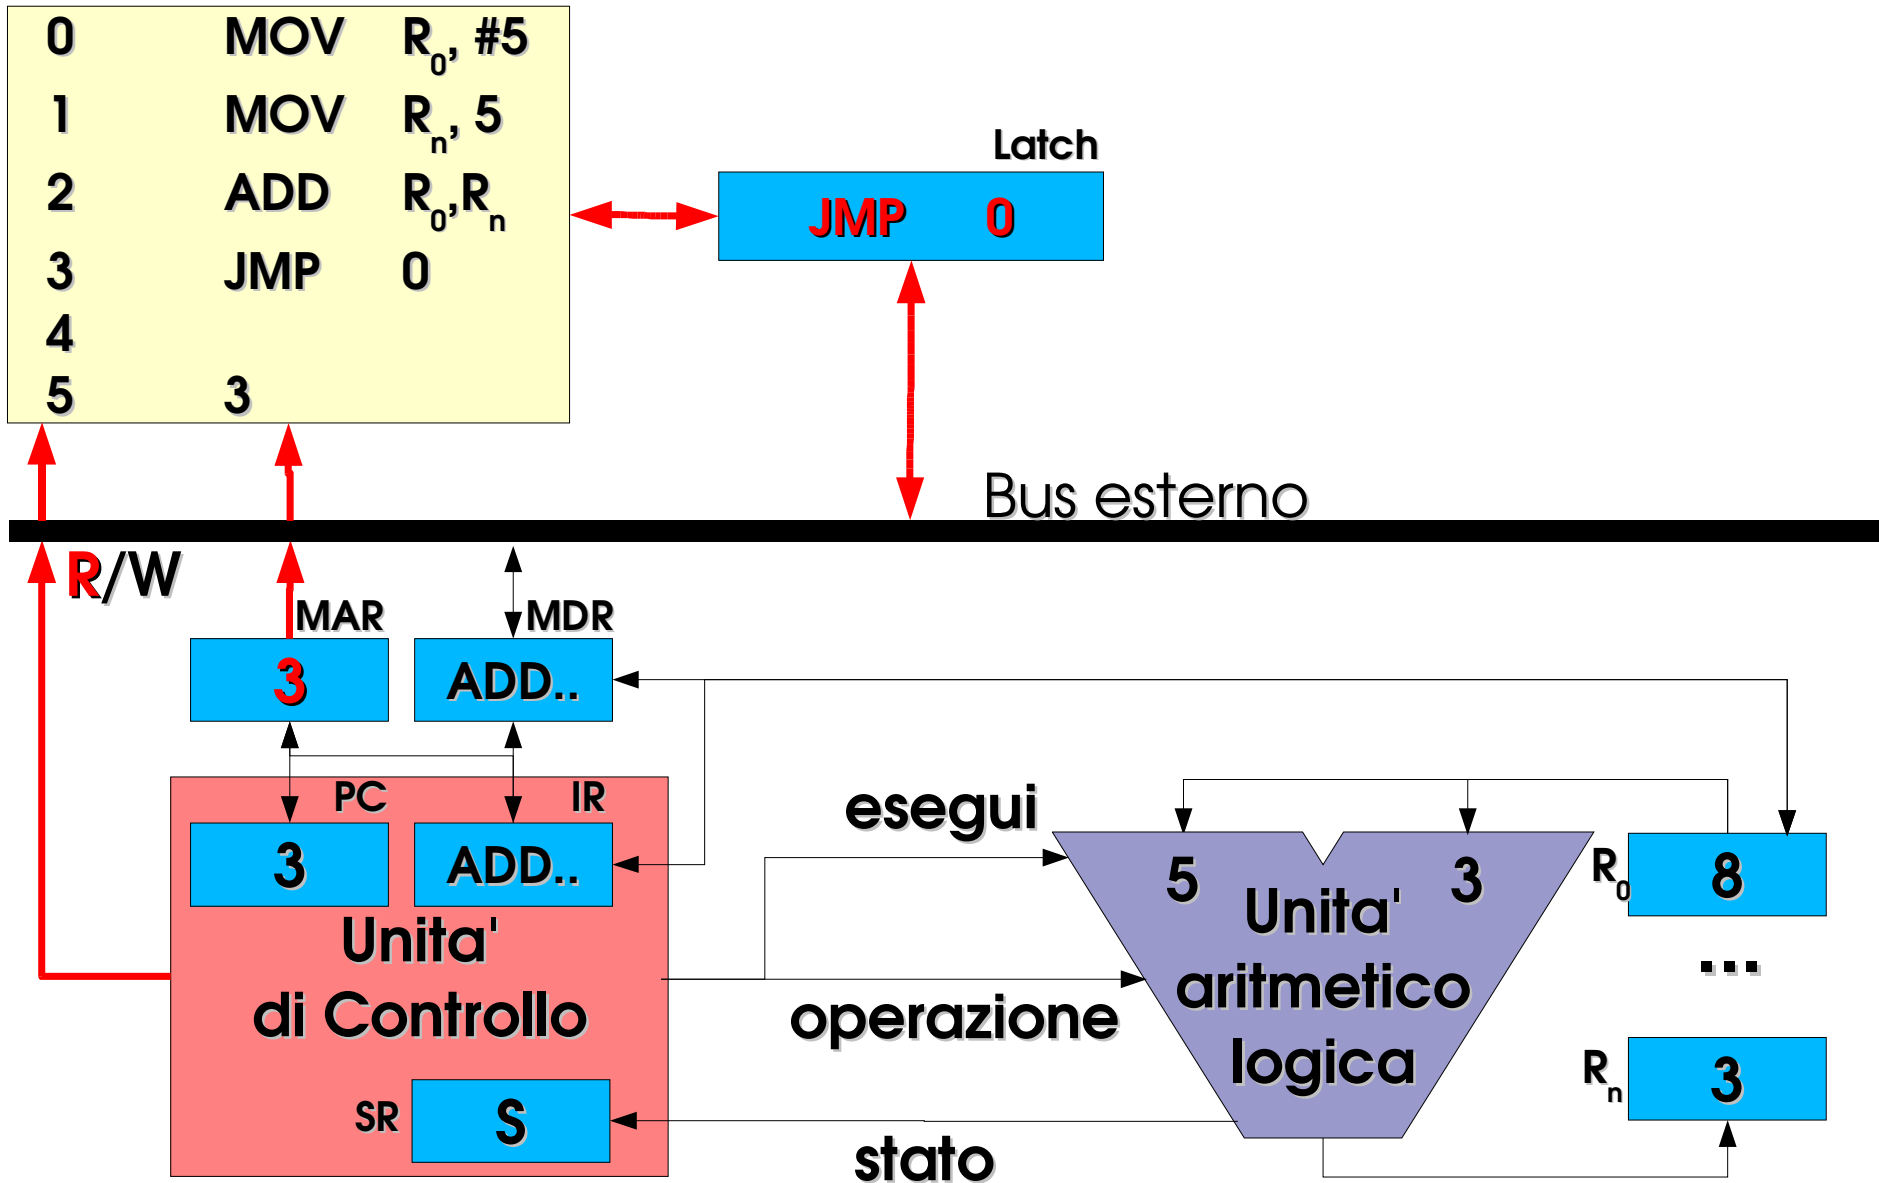 0 MOV R0, #5
1 MOV Rn, 5
2 ADD R0,Rn
3 JMP 0
4
5 3
Latch
JMP 0
Bus esterno
R/W
MAR
MDR
3
ADD..
PC
IR
3
ADD..
Unita'
di Controllo
SR
S
esegui
operazione
stato
5
3
Unita'
aritmetico
logica
R0
8
...
Rn
3